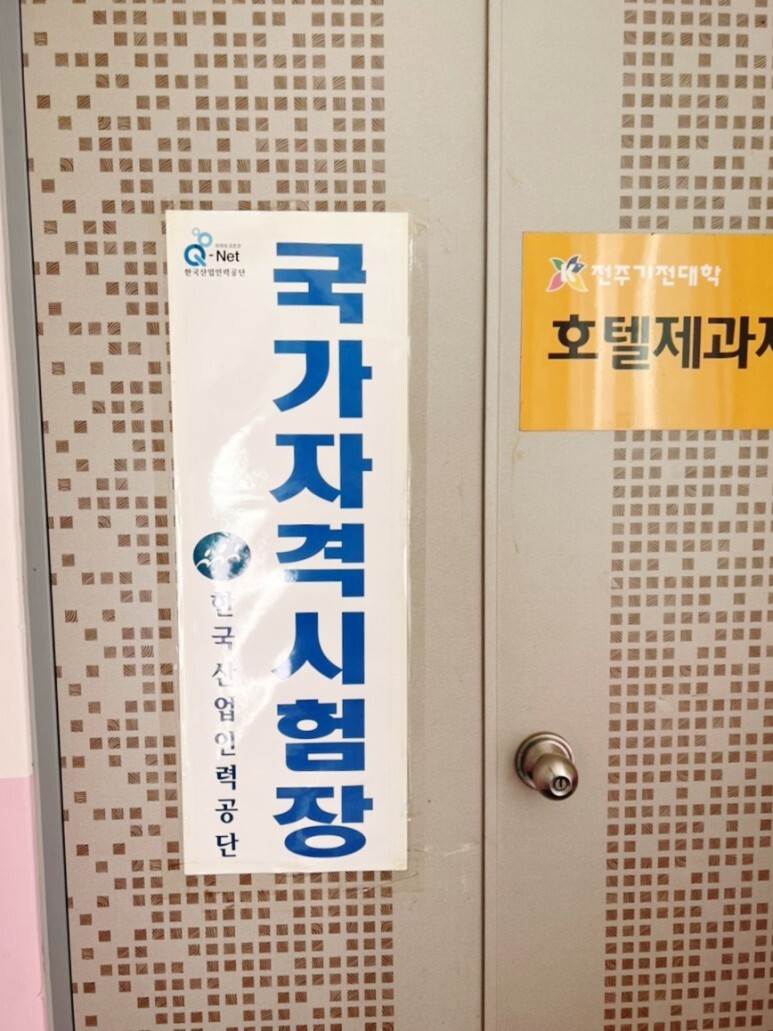 Q-Net
한국산업인력공단
국가자격시험장
한국산업인력공단
전주기전대학
호텔제과제